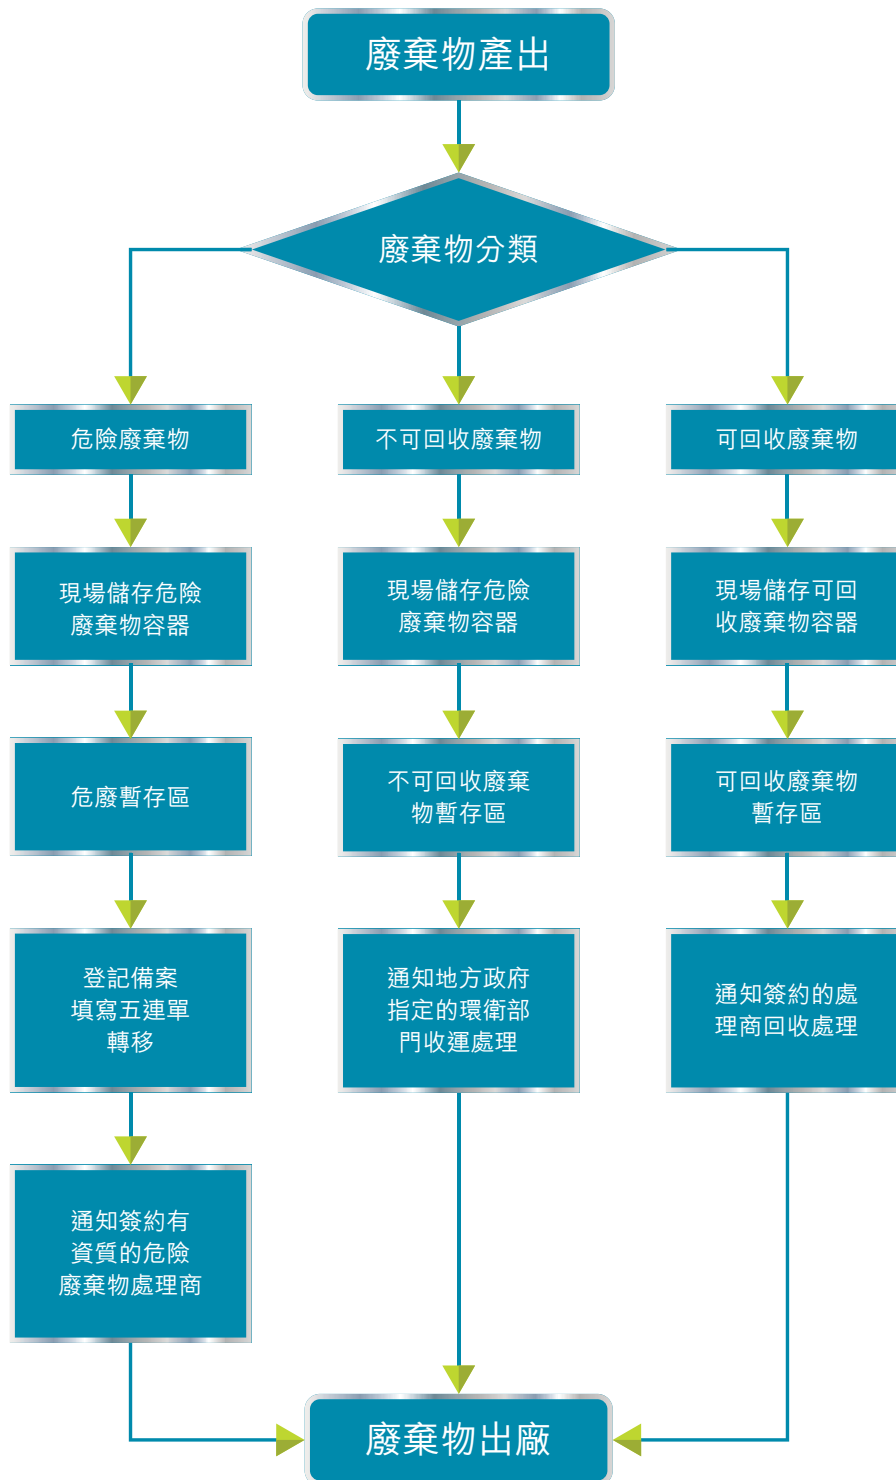 廢棄物產出
廢棄物分類
危險廢棄物
不可回收廢棄物
可回收廢棄物
現場儲存危險
廢棄物容器
現場儲存危險
廢棄物容器
現場儲存可回
收廢棄物容器
危廢暫存區
不可回收廢棄
物暫存區
可回收廢棄物
暫存區
登記備案
填寫五連單
轉移
通知地方政府
指定的環衛部
門收運處理
通知簽約的處
理商回收處理
通知簽約有
資質的危險
廢棄物處理商
廢棄物出廠